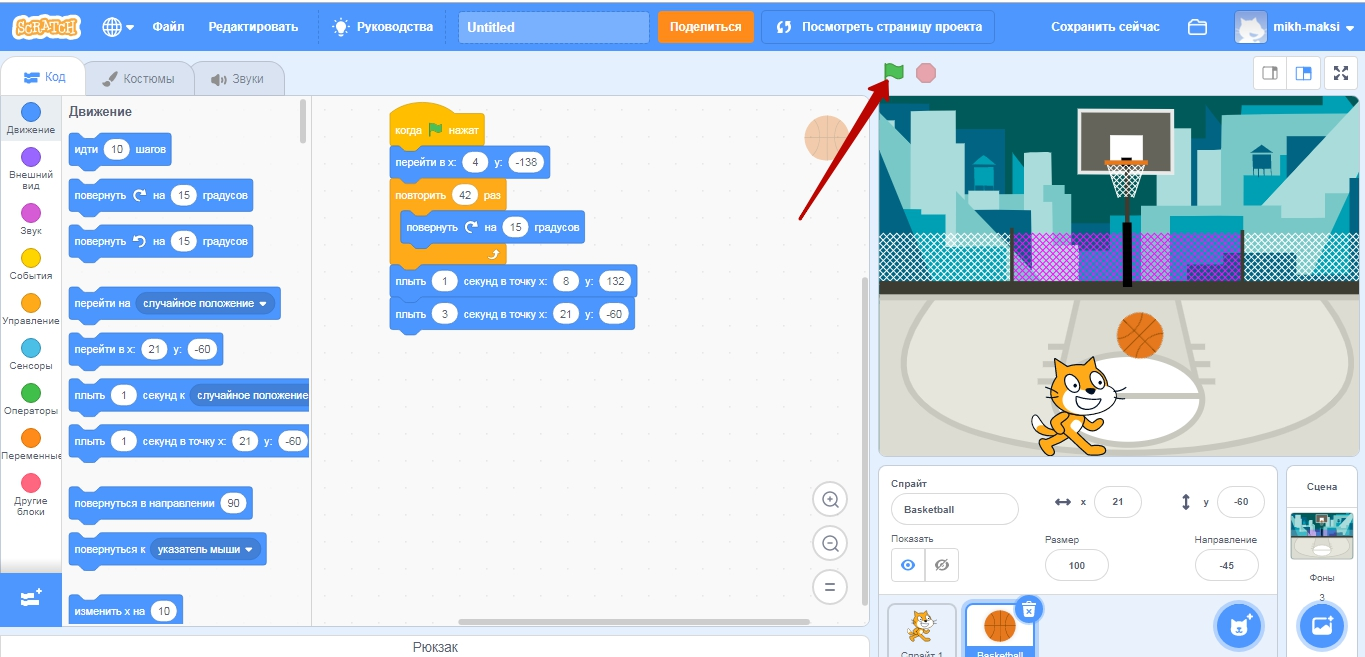 SCRATCH Файл Редактировать Руководства Untitled Поделиться Посмотреть страницу проекта Сохранить сейчас mikh-maksi
Код Костюмы Звуки
Движение
Внешний вид
Звук
События
Управление
Сенсоры
Операторы
Переменные
Другие блоки
Движение
идти 10 шагов
повернуть на 15 градусов
повернуть на 15 градусов
перейти на случайное положение
перейти в x: 21 y: -60
плыть 1 секунд к случайное положение
плыть 1 секунд в точку x: 21 y: -60
повернуться в направлении 90
повернуться к указатель мыши
изменить x на 10
когда нажат
перейти в x: 4 y: -138
повторить 42 раз
повернуть на 15 градусов
плыть 1 секунд в точку x: 8 y: 132
плыть 3 секунд в точку x: 21 y: -60
Рюкзак
Спрайт
Basketball
x 21 y -60
Показать Размер Направление
100 -45
Спрайт 1
Basketball
Сцена
Фоны
3